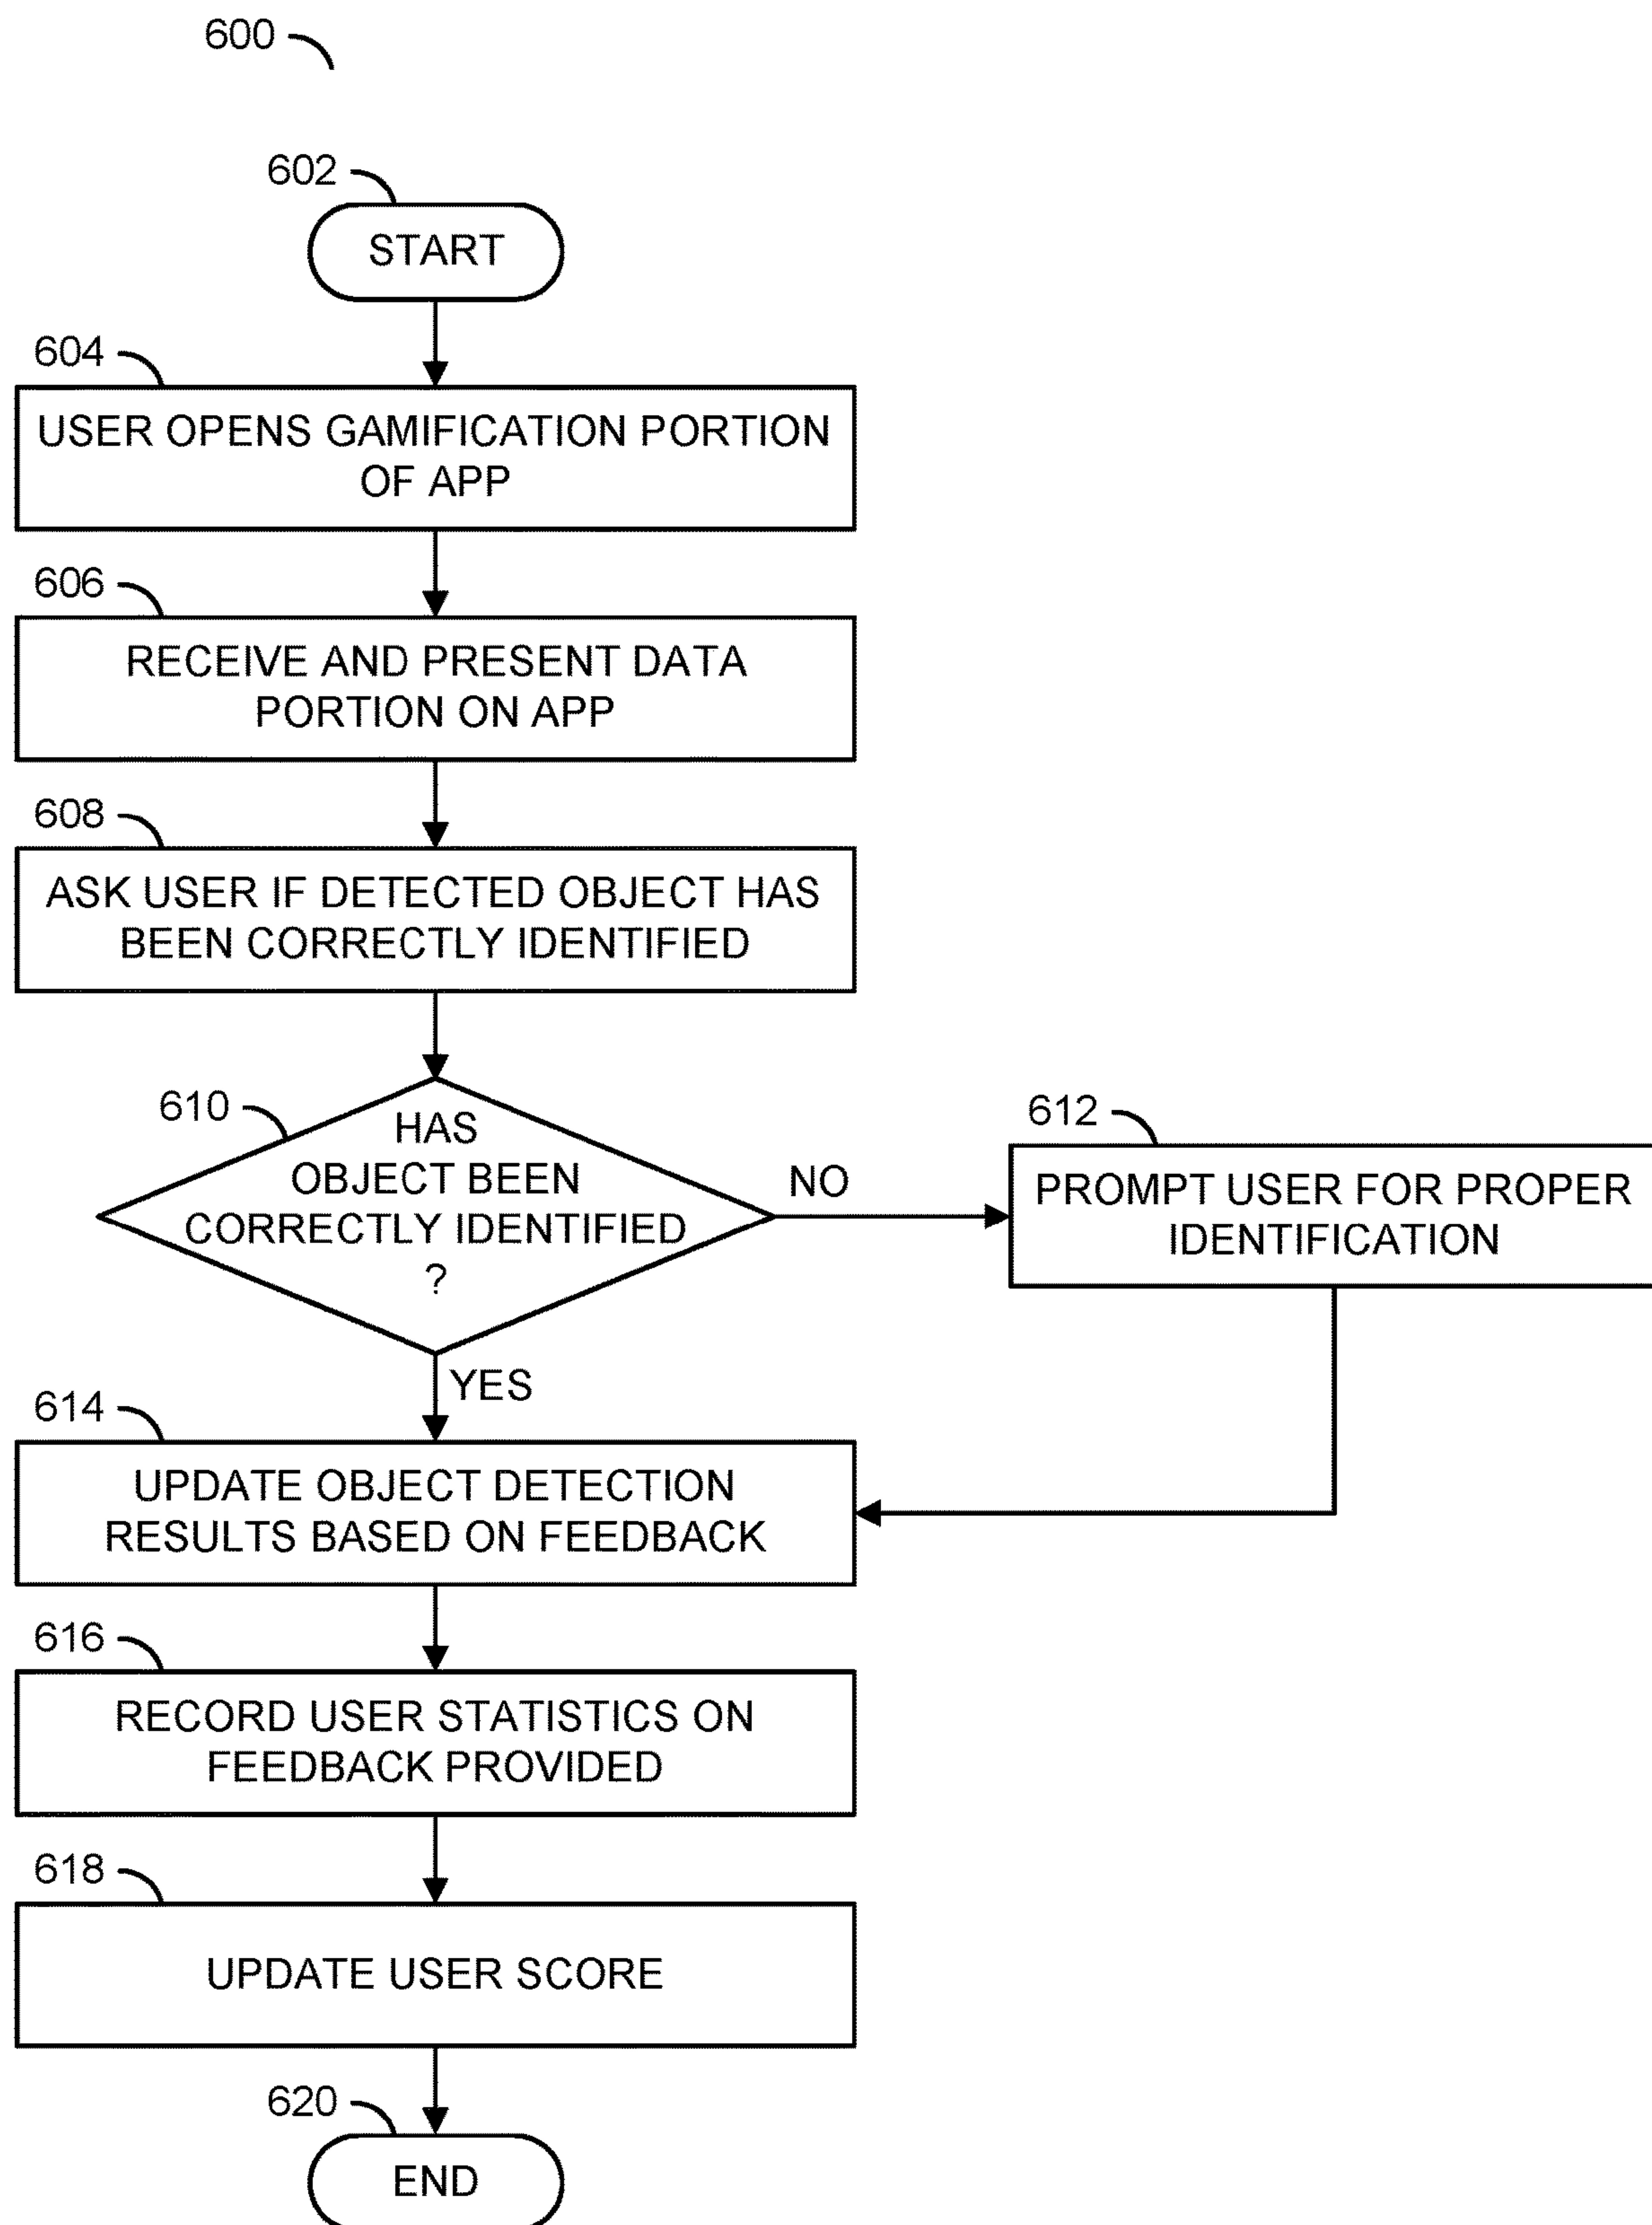 600
602
START
604
USER OPENS GAMIFICATION PORTION
OF APP
606
RECEIVE AND PRESENT DATA
PORTION ON APP
608
ASK USER IF DETECTED OBJECT HAS
BEEN CORRECTLY IDENTIFIED
610
HAS
OBJECT BEEN
CORRECTLY IDENTIFIED
?
NO
612
PROMPT USER FOR PROPER
IDENTIFICATION
YES
614
UPDATE OBJECT DETECTION
RESULTS BASED ON FEEDBACK
616
RECORD USER STATISTICS ON
FEEDBACK PROVIDED
618
UPDATE USER SCORE
620
END